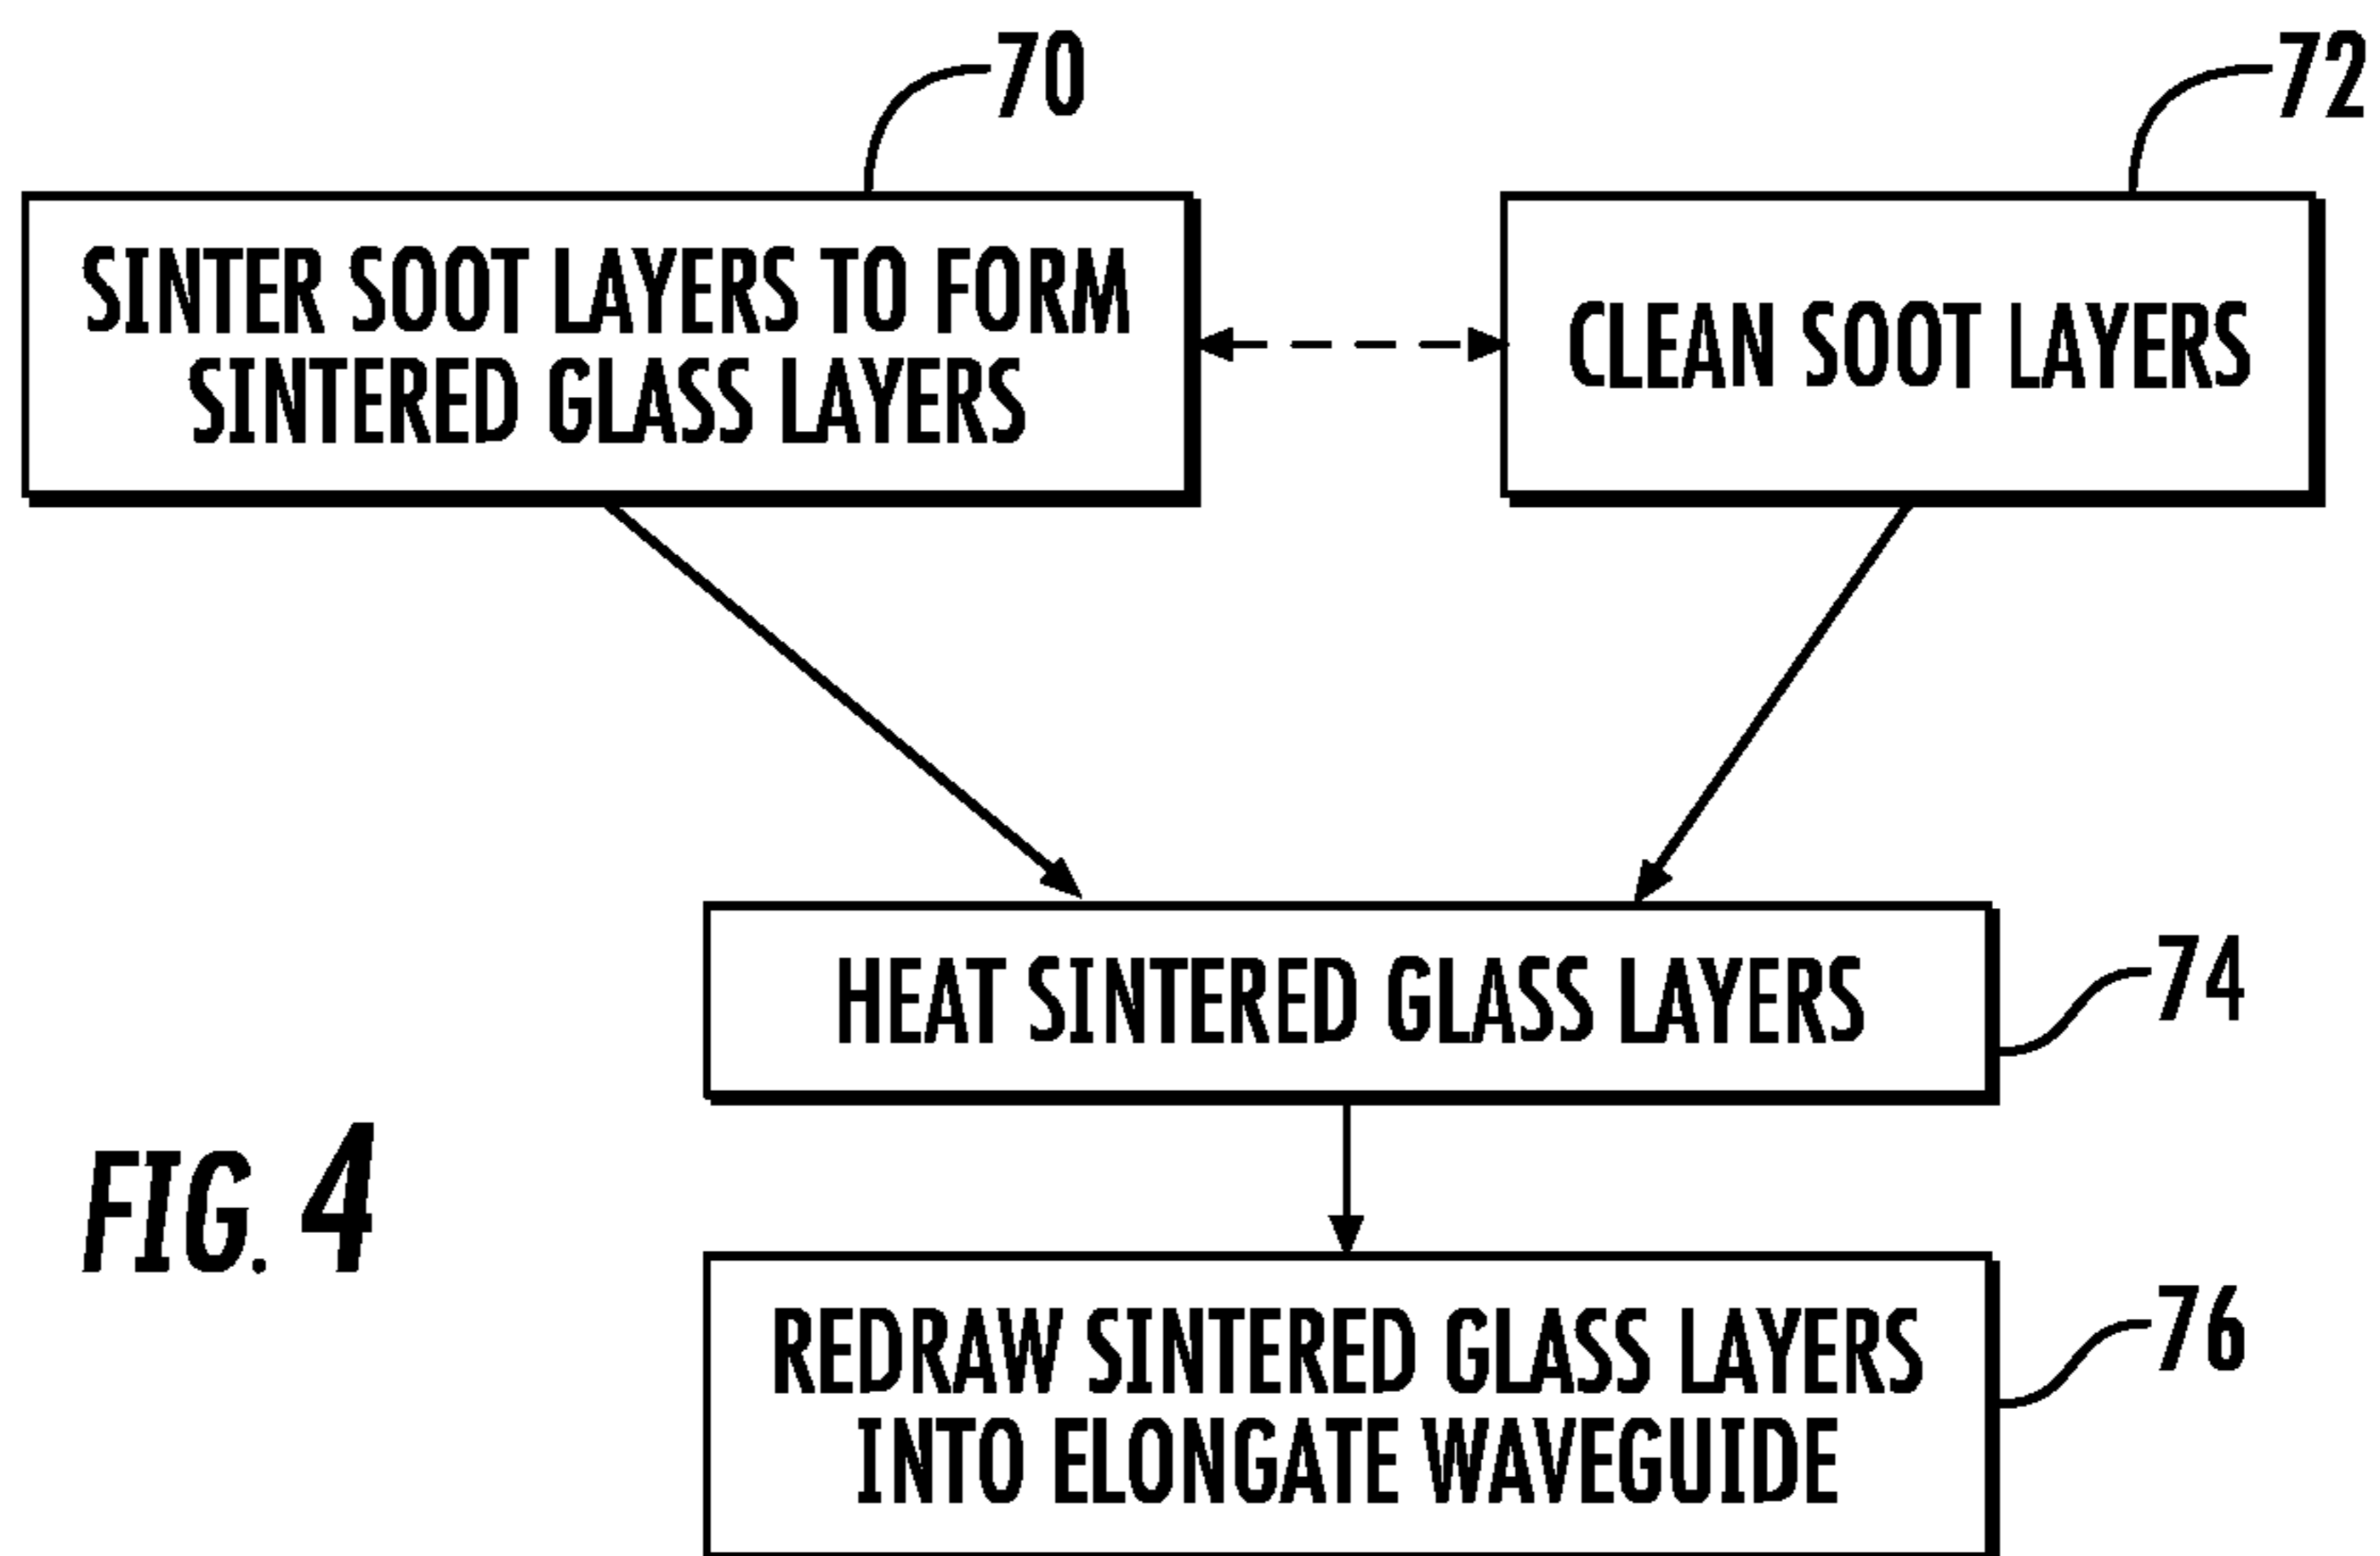 70
72
SINTER SOOT LAYERS TO FORM
SINTERED GLASS LAYERS
CLEAN SOOT LAYERS
HEAT SINTERED GLASS LAYERS
74
FIG. 4
REDRAW SINTERED GLASS LAYERS
INTO ELONGATE WAVEGUIDE
76